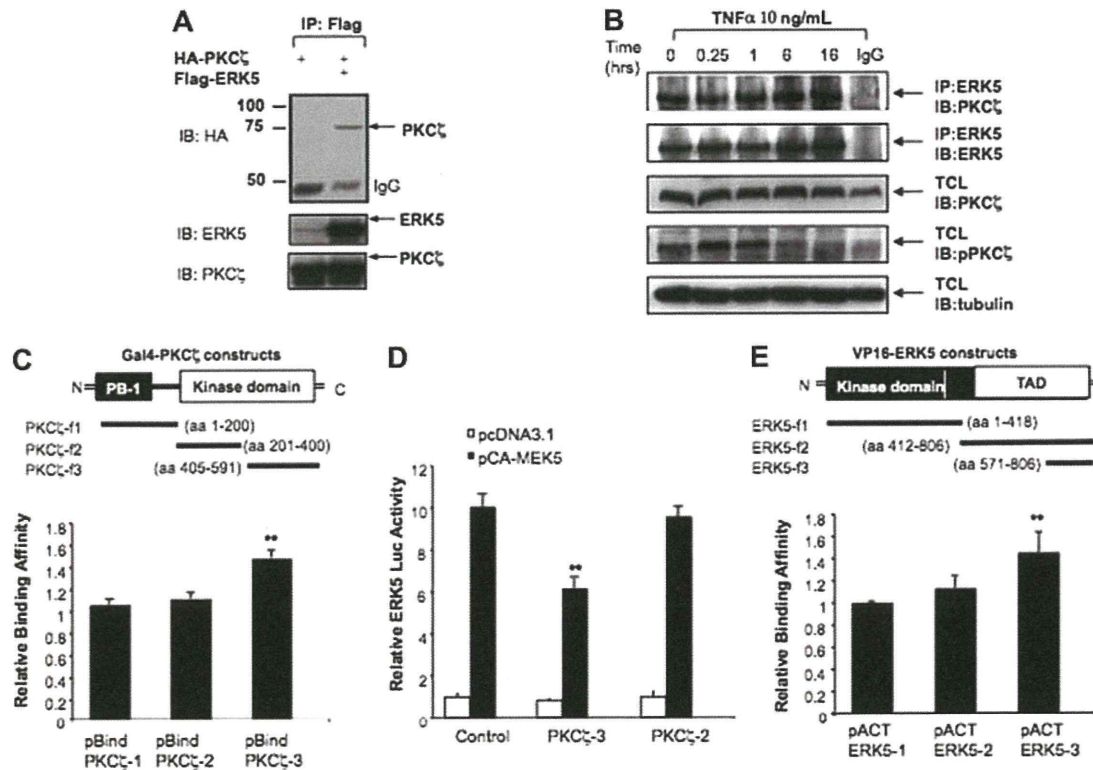 A
IP: Flag
HA-PKCζ + +
Flag-ERK5 +
100
75
50
IB: HA
PKCζ
IgG
IB: ERK5
ERK5
IB: PKCζ
PKCζ
B
TNFα 10 ng/mL
Time (hrs) 0 0.25 1 6 16 IgG
IP:ERK5
IB:PKCζ
IP:ERK5
IB:ERK5
TCL
IB:PKCζ
TCL
IB:pPKCζ
TCL
IB:tubulin
C
Gal4-PKCζ constructs
N PB-1 Kinase domain C
PKCζ-f1 (aa 1-200)
PKCζ-f2 (aa 201-400)
PKCζ-f3 (aa 405-591)
Relative Binding Affinity
1.8
1.6
1.4
1.2
1
0.8
0.6
0.4
0.2
0
**
pBind PKCζ-1
pBind PKCζ-2
pBind PKCζ-3
D
pcDNA3.1
pCA-MEK5
Relative ERK5 Luc Activity
12
10
8
6
4
2
0
**
Control
PKCζ-3
PKCζ-2
E
VP16-ERK5 constructs
N Kinase domain TAD
ERK5-f1 (aa 1-418)
ERK5-f2 (aa 412-806)
ERK5-f3 (aa 571-806)
Relative Binding Affinity
1.8
1.6
1.4
1.2
1.0
0.8
0.6
0.4
0.2
0
**
pACT ERK5-1
pACT ERK5-2
pACT ERK5-3